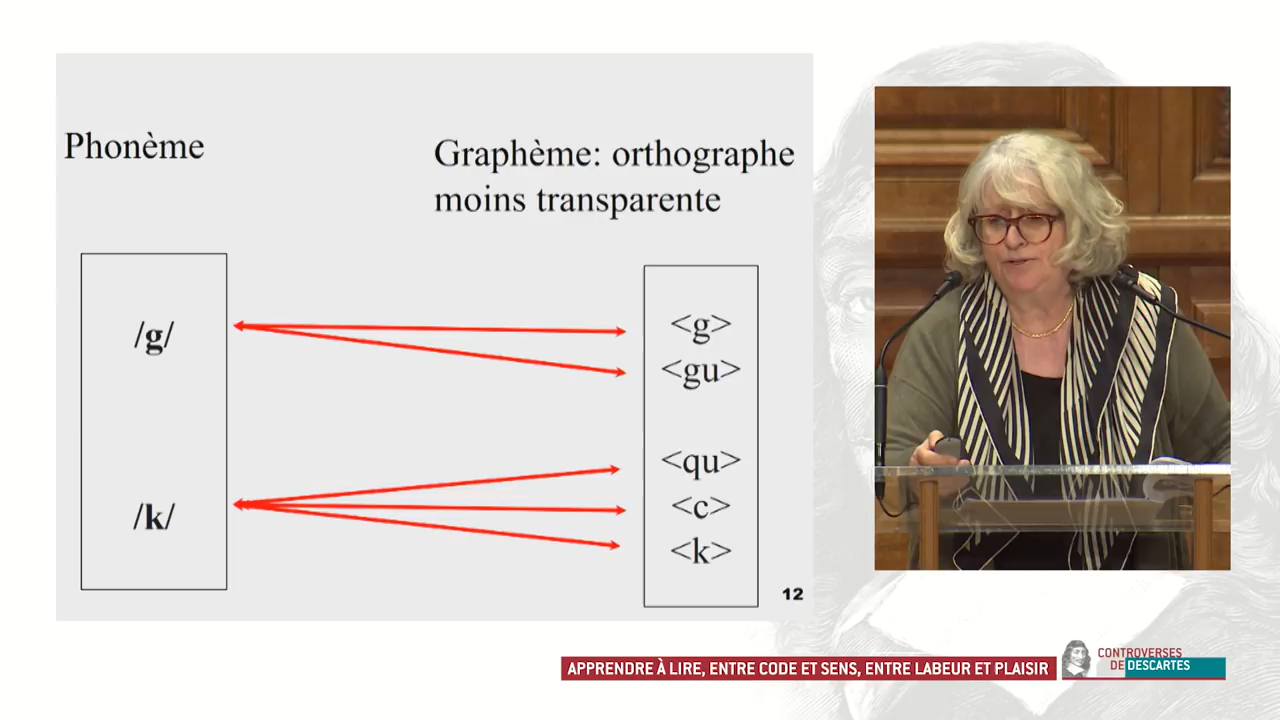 Phonème
Graphème: orthographe
moins transparente
/g/
/k/
<g>
<gu>
<qu>
<c>
<k>
12
APPRENDRE À LIRE, ENTRE CODE ET SENS, ENTRE LABEUR ET PLAISIR
CONTROVERSES
DE DESCARTES